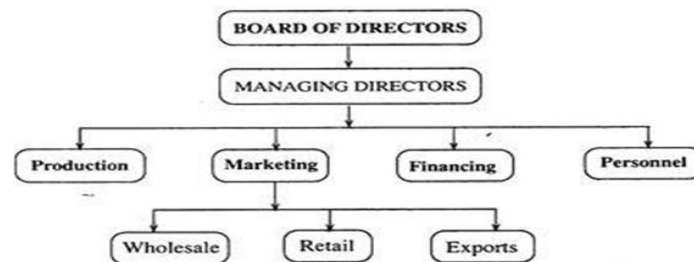 BOARD OF DIRECTORS
MANAGING DIRECTORS
Production Marketing Financing Personnel
Wholesale Retail Exports